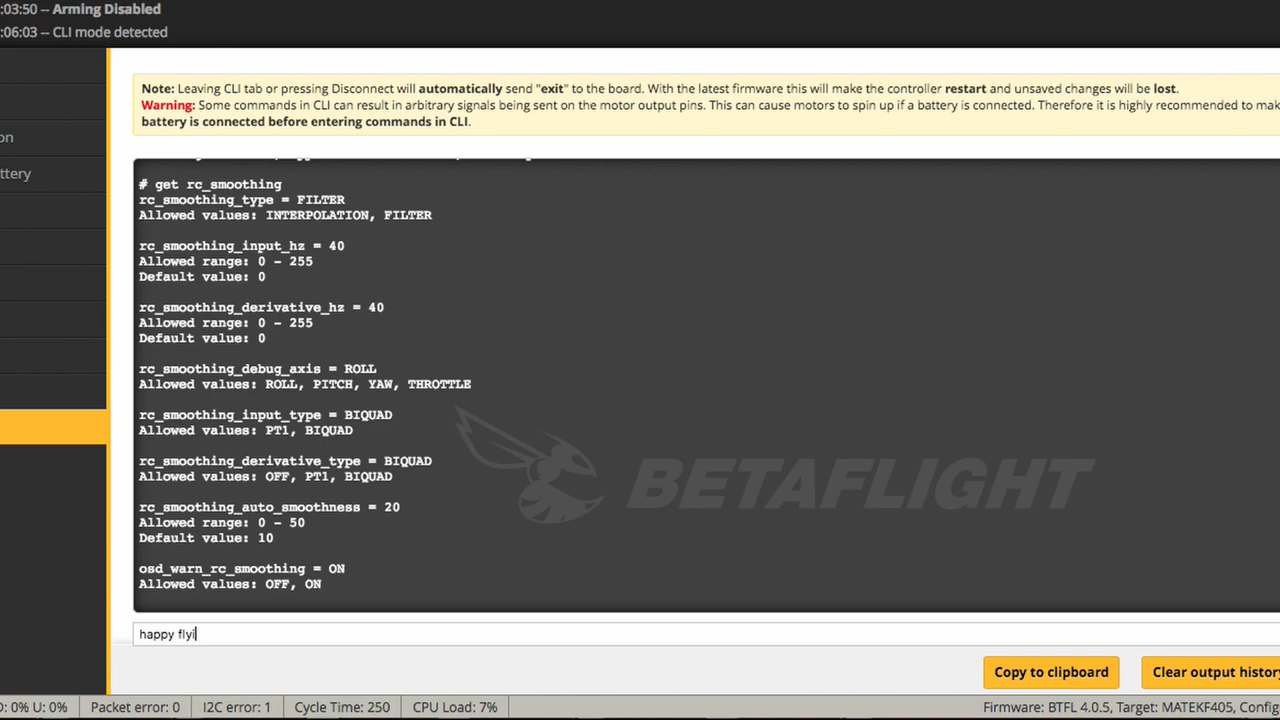 :03:50 -- Arming Disabled
:06:03 -- CLI mode detected
on
ttery
Note: Leaving CLI tab or pressing Disconnect will automatically send "exit" to the board. With the latest firmware this will make the controller restart and unsaved changes will be lost.
Warning: Some commands in CLI can result in arbitrary signals being sent on the motor output pins. This can cause motors to spin up if a battery is connected. Therefore it is highly recommended to mak
battery is connected before entering commands in CLI.
# get rc_smoothing
rc_smoothing_type = FILTER
Allowed values: INTERPOLATION, FILTER
rc_smoothing_input_hz = 40
Allowed range: 0 - 255
Default value: 0
rc_smoothing_derivative_hz = 40
Allowed range: 0 - 255
Default value: 0
rc_smoothing_debug_axis = ROLL
Allowed values: ROLL, PITCH, YAW, THROTTLE
rc_smoothing_input_type = BIQUAD
Allowed values: PT1, BIQUAD
rc_smoothing_derivative_type = BIQUAD
Allowed values: OFF, PT1, BIQUAD
rc_smoothing_auto_smoothness = 20
Allowed range: 0 - 50
Default value: 10
osd_warn_rc_smoothing = ON
Allowed values: OFF, ON
BETAFLIGHT
happy flyi
Copy to clipboard
Clear output history
D: 0% U: 0% Packet error: 0 I2C error: 1 Cycle Time: 250 CPU Load: 7% Firmware: BTFL 4.0.5, Target: MATEKF405, Config